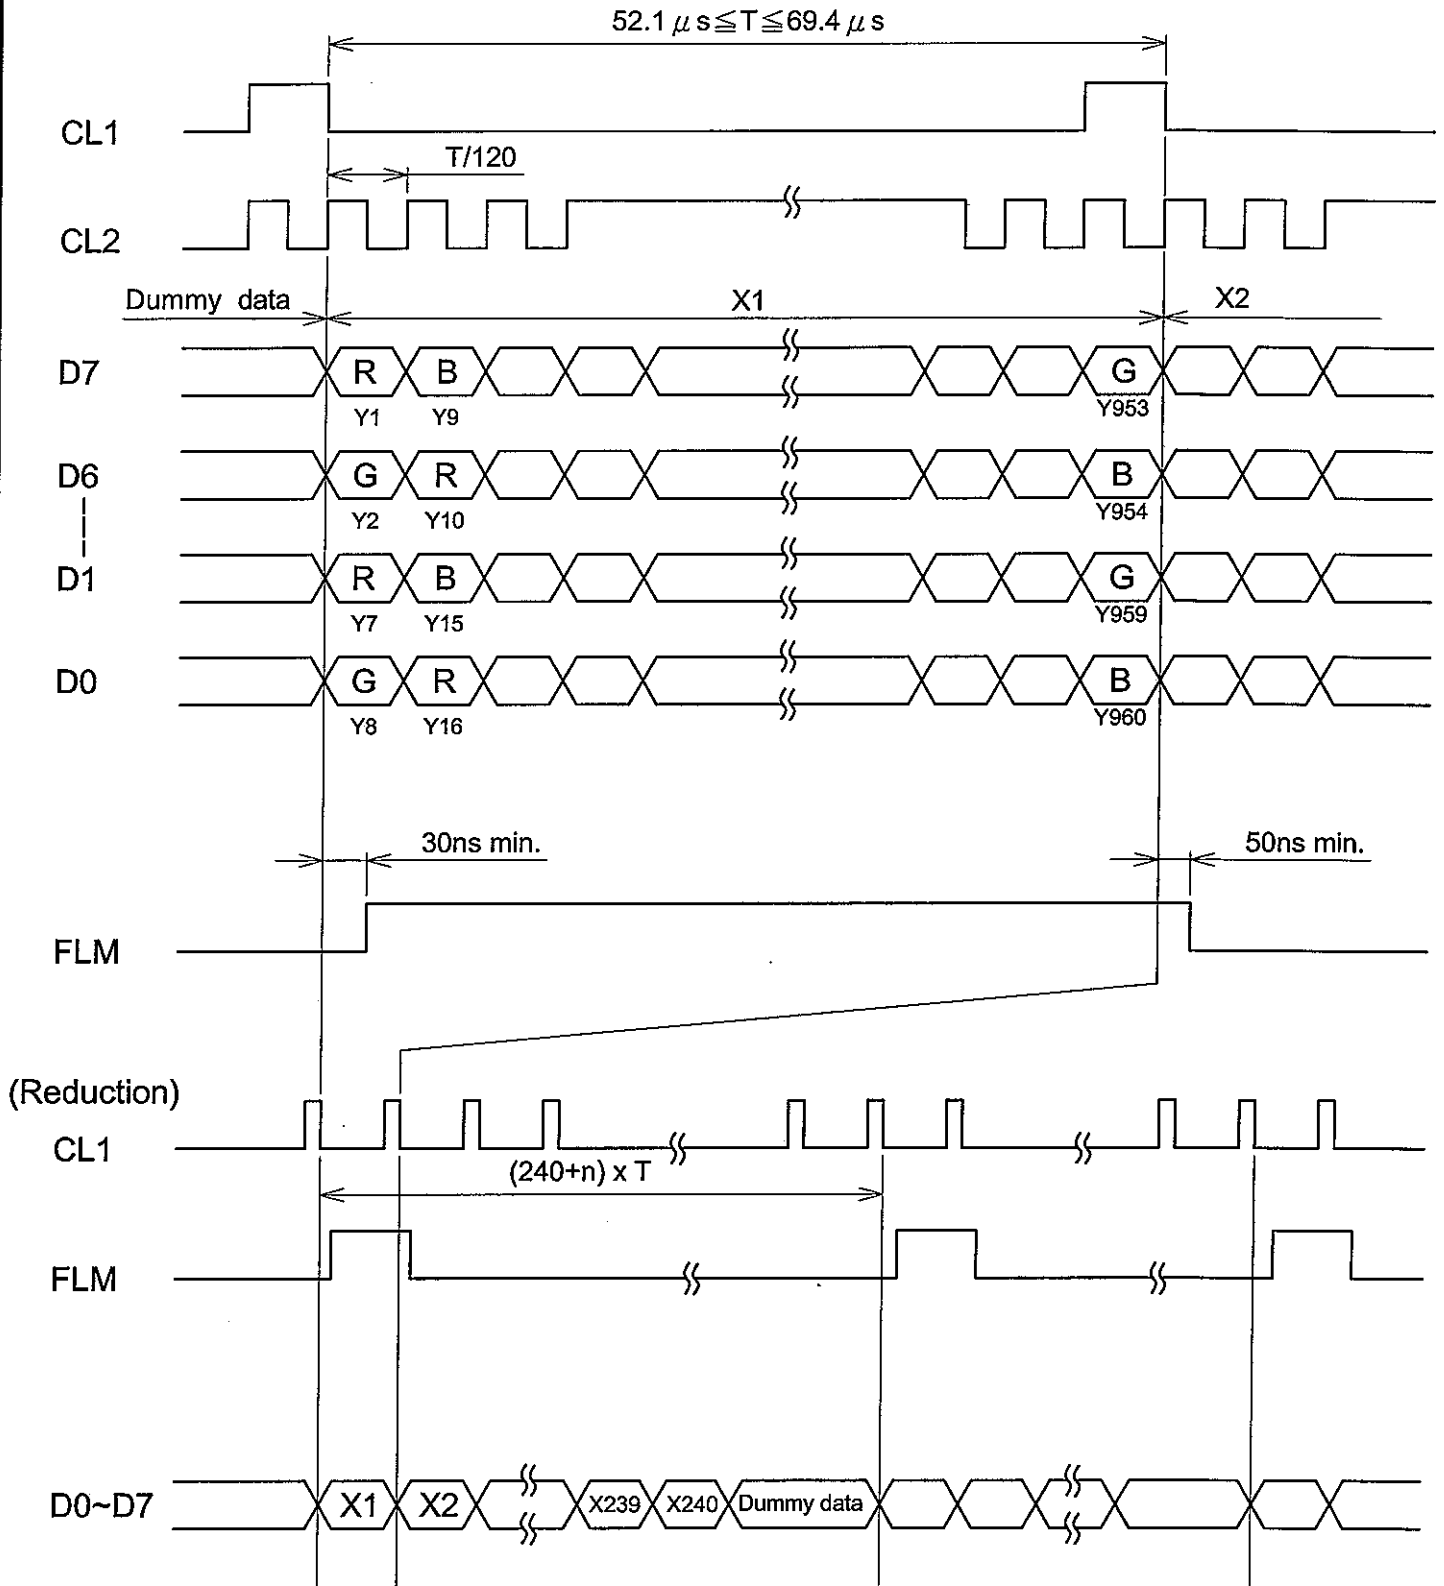 52.1 μs≦T≦69.4 μs
CL1
T/120
CL2
Dummy data X1 X2
D7 R B G
Y1 Y9 Y953
D6 G R B
Y2 Y10 Y954
D1 R B G
Y7 Y15 Y959
D0 G R B
Y8 Y16 Y960
30ns min. 50ns min.
FLM
(Reduction)
CL1
(240+n) x T
FLM
D0~D7 X1 X2 X239 X240 Dummy data